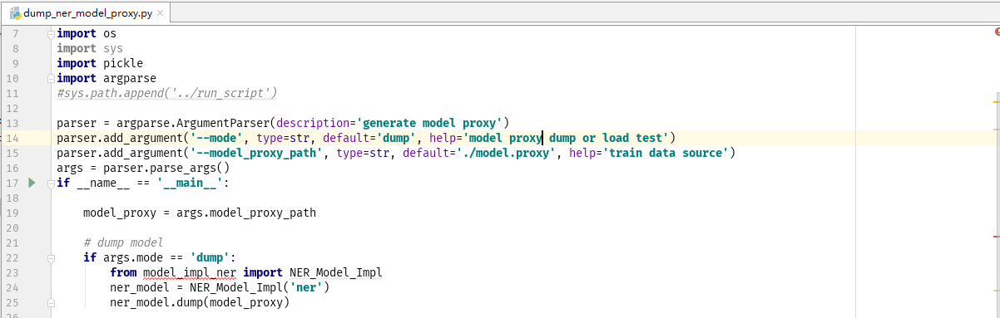 dump_ner_model_proxy.py
7 import os
8 import sys
9 import pickle
10 import argparse
11 #sys.path.append('../run_script')
12
13 parser = argparse.ArgumentParser(description='generate model proxy')
14 parser.add_argument('--mode', type=str, default='dump', help='model proxy dump or load test')
15 parser.add_argument('--model_proxy_path', type=str, default='./model.proxy', help='train data source')
16 args = parser.parse_args()
17 if __name__ == '__main__':
18
19     model_proxy = args.model_proxy_path
20
21     # dump model
22     if args.mode == 'dump':
23         from model_impl_ner import NER_Model_Impl
24         ner_model = NER_Model_Impl('ner')
25         ner_model.dump(model_proxy)
26